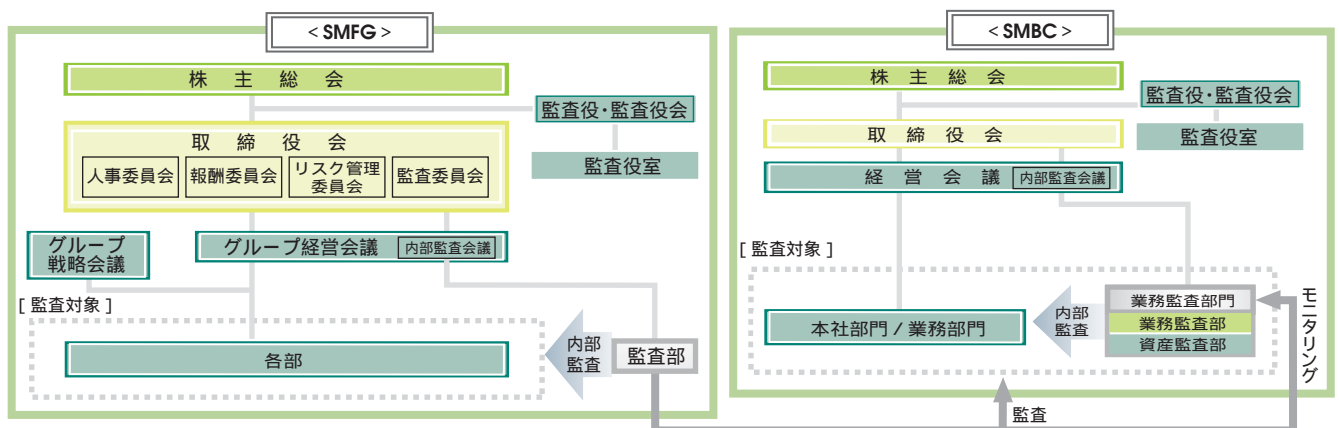 < SMFG >
株主総会
監査役・監査役会
監査役室
取締役会
人事委員会
報酬委員会
リスク管理
委員会
監査委員会
グループ
戦略会議
グループ経営会議
内部監査会議
[ 監査対象 ]
各部
内部
監査
監査部
< SMBC >
株主総会
監査役・監査役会
監査役室
取締役会
経営会議
内部監査会議
[ 監査対象 ]
本社部門 / 業務部門
内部
監査
業務監査部門
業務監査部
資産監査部
モニタリング
監査